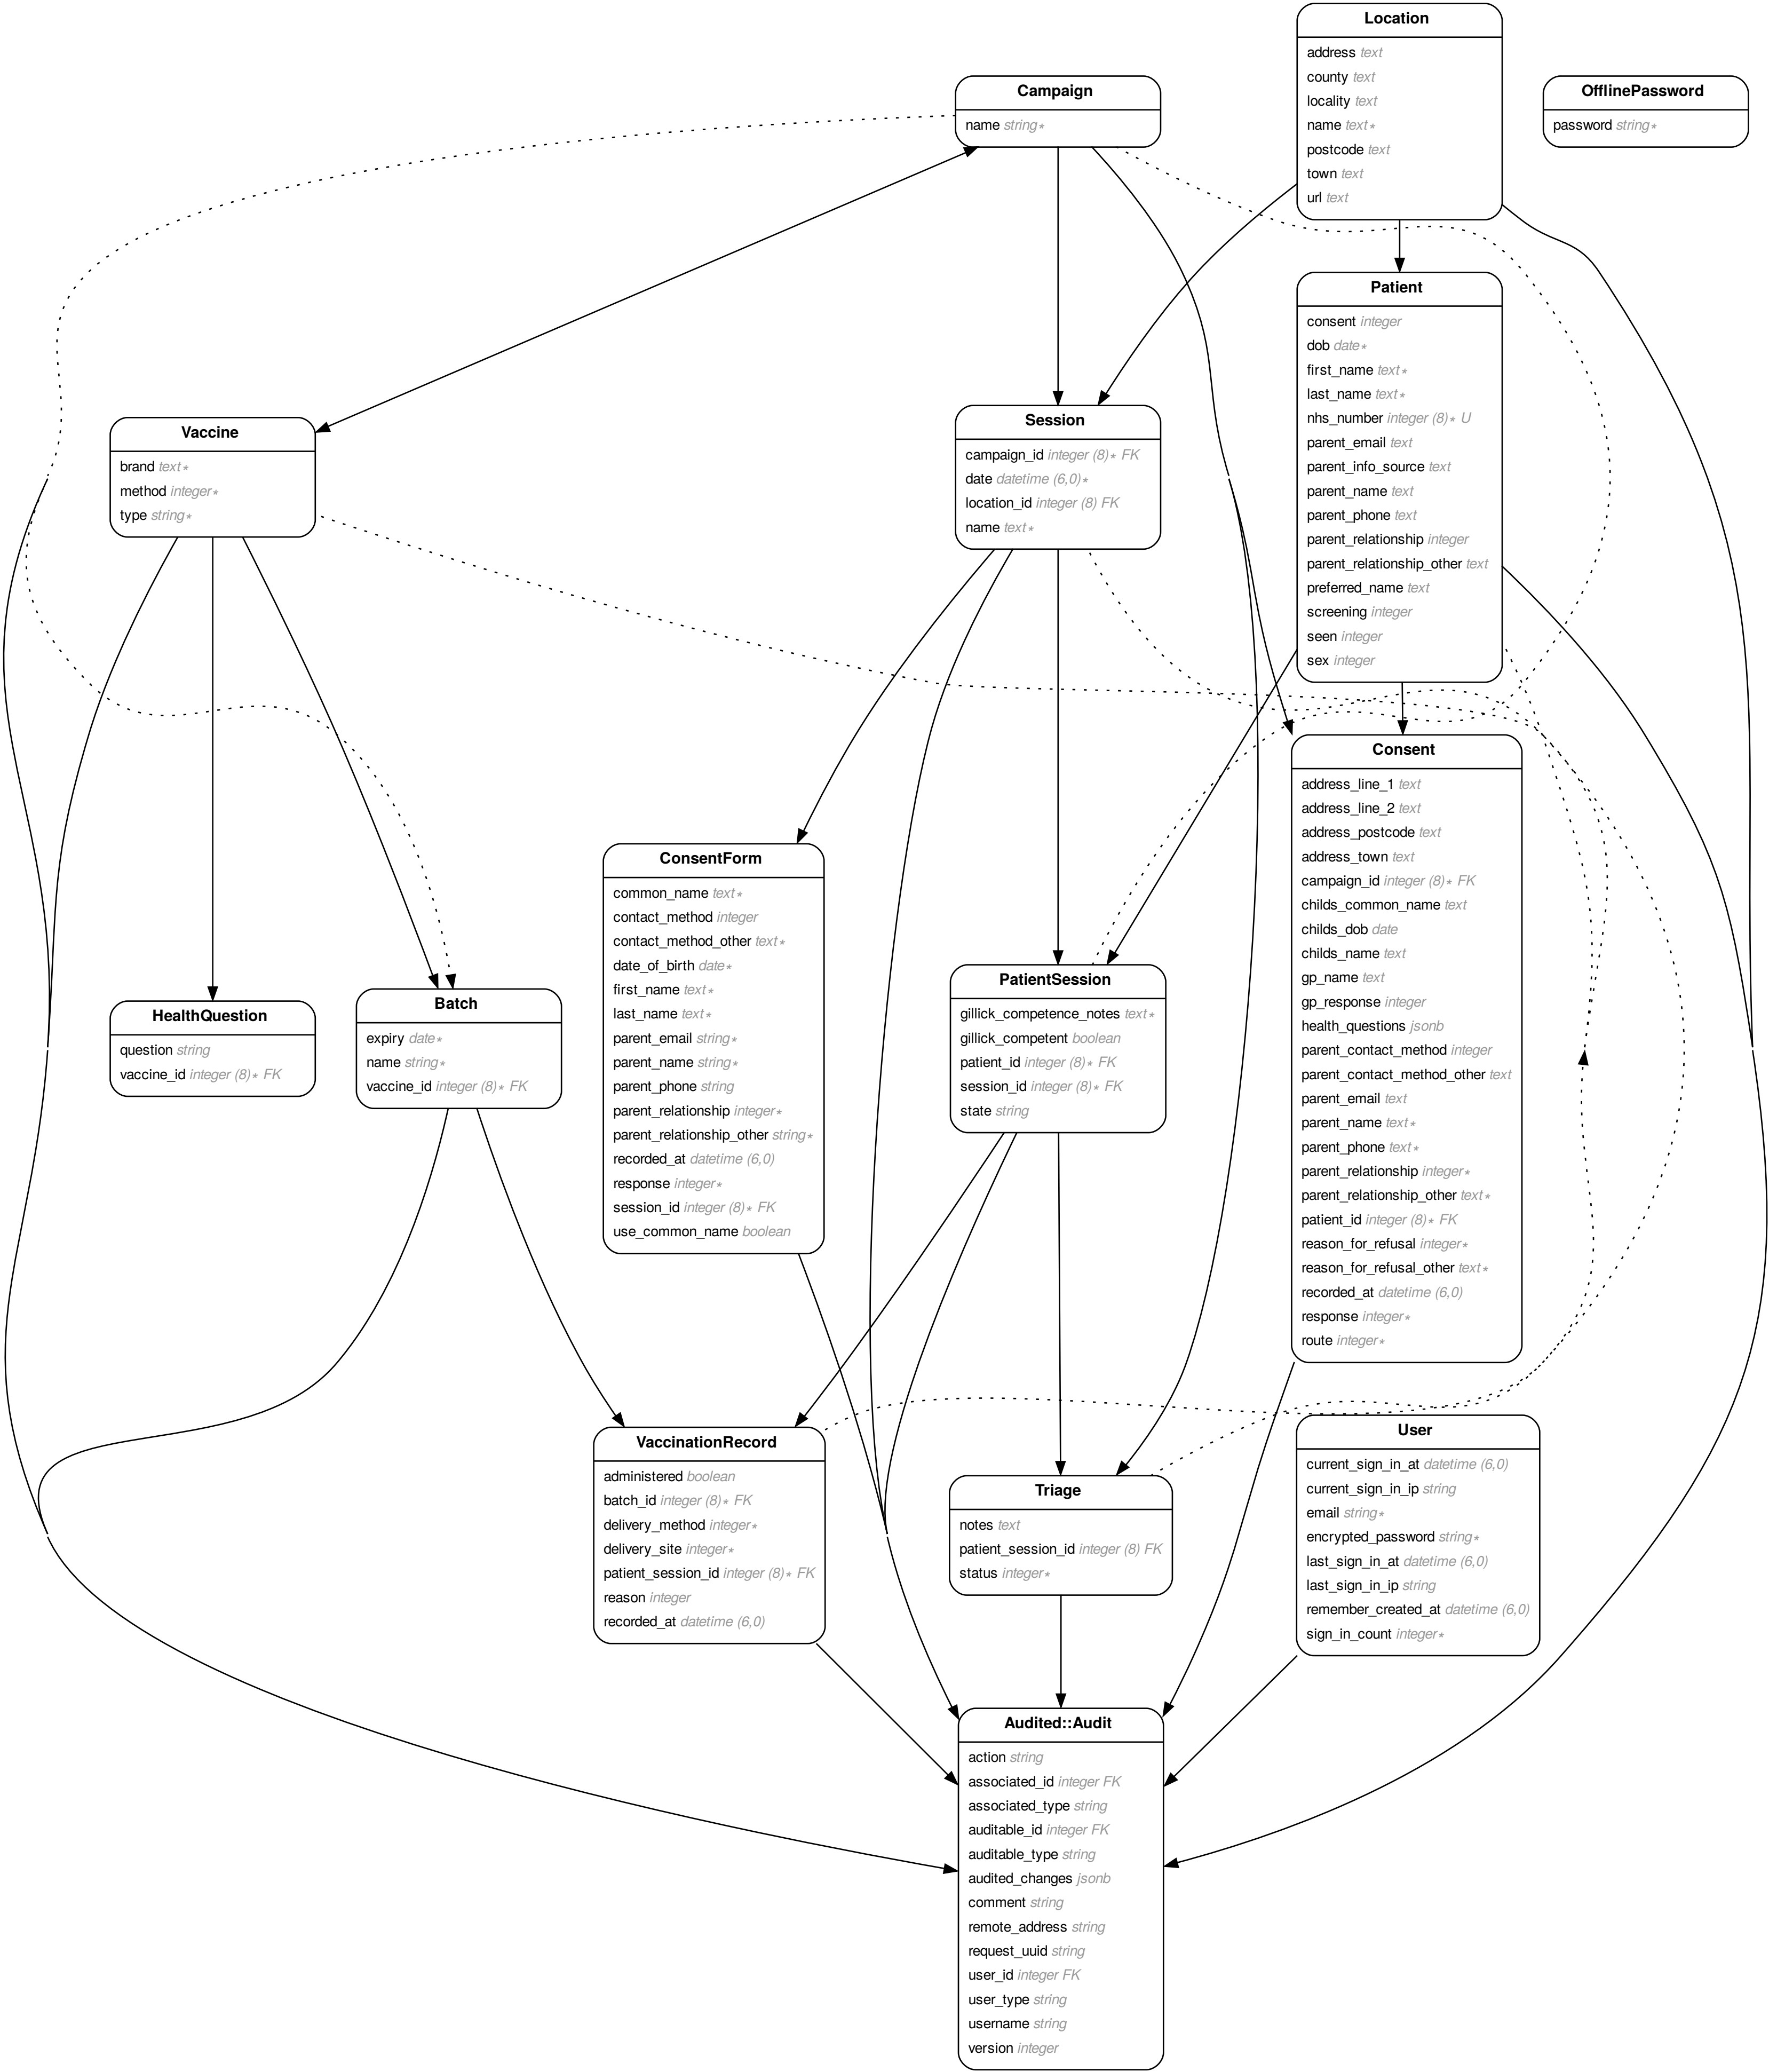 Location
address text
county text
locality text
name text∗
postcode text
town text
url text
Campaign
name string∗
OfflinePassword
password string∗
Patient
consent integer
dob date∗
first_name text∗
last_name text∗
nhs_number integer (8)∗ U
parent_email text
parent_info_source text
parent_name text
parent_phone text
parent_relationship integer
parent_relationship_other text
preferred_name text
screening integer
seen integer
sex integer
Vaccine
brand text∗
method integer∗
type string∗
Session
campaign_id integer (8)∗ FK
date datetime (6,0)∗
location_id integer (8) FK
name text∗
Consent
address_line_1 text
address_line_2 text
address_postcode text
address_town text
campaign_id integer (8)∗ FK
childs_common_name text
childs_dob date
childs_name text
gp_name text
gp_response integer
health_questions jsonb
parent_contact_method integer
parent_contact_method_other text
parent_email text
parent_name text∗
parent_phone text∗
parent_relationship integer∗
parent_relationship_other text∗
patient_id integer (8)∗ FK
reason_for_refusal integer∗
reason_for_refusal_other text∗
recorded_at datetime (6,0)
response integer∗
route integer∗
ConsentForm
common_name text∗
contact_method integer
contact_method_other text∗
date_of_birth date∗
first_name text∗
last_name text∗
parent_email string∗
parent_name string∗
parent_phone string
parent_relationship integer∗
parent_relationship_other string∗
recorded_at datetime (6,0)
response integer∗
session_id integer (8)∗ FK
use_common_name boolean
PatientSession
gillick_competence_notes text∗
gillick_competent boolean
patient_id integer (8)∗ FK
session_id integer (8)∗ FK
state string
HealthQuestion
question string
vaccine_id integer (8)∗ FK
Batch
expiry date∗
name string∗
vaccine_id integer (8)∗ FK
VaccinationRecord
administered boolean
batch_id integer (8)∗ FK
delivery_method integer∗
delivery_site integer∗
patient_session_id integer (8)∗ FK
reason integer
recorded_at datetime (6,0)
Triage
notes text
patient_session_id integer (8) FK
status integer∗
User
current_sign_in_at datetime (6,0)
current_sign_in_ip string
email string∗
encrypted_password string∗
last_sign_in_at datetime (6,0)
last_sign_in_ip string
remember_created_at datetime (6,0)
sign_in_count integer∗
Audited::Audit
action string
associated_id integer FK
associated_type string
auditable_id integer FK
auditable_type string
audited_changes jsonb
comment string
remote_address string
request_uuid string
user_id integer FK
user_type string
username string
version integer